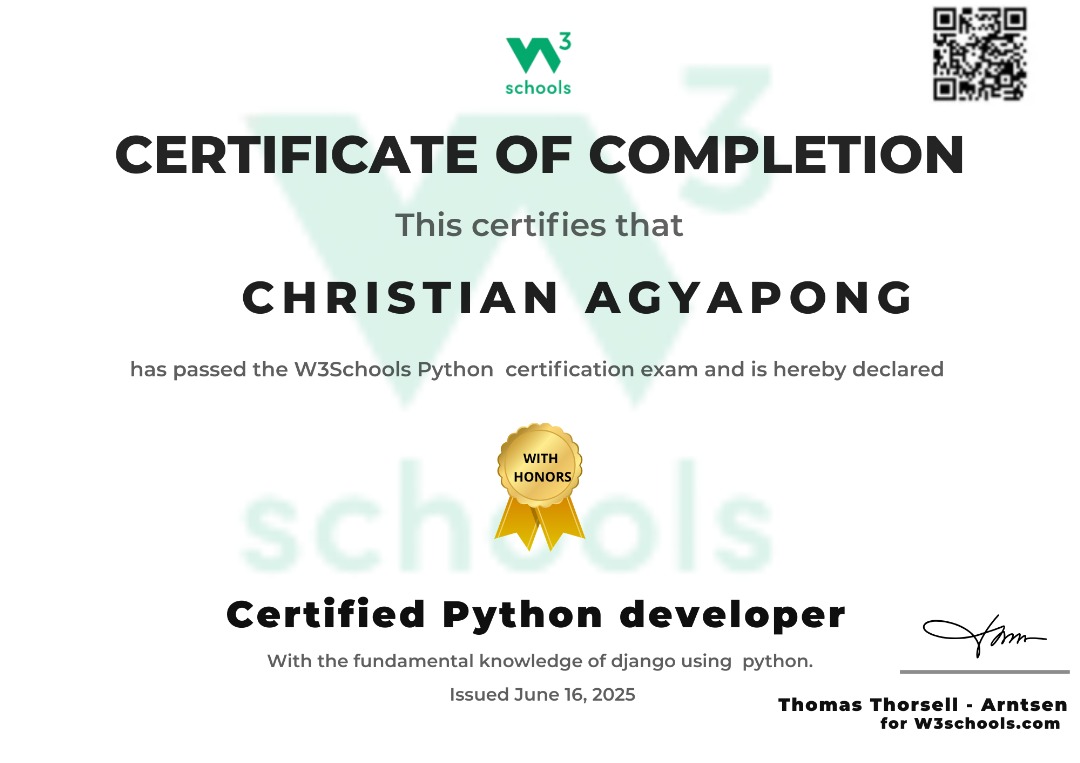 W3
schools
CERTIFICATE OF COMPLETION
This certifies that
CHRISTIAN AGYAPONG
has passed the W3Schools Python certification exam and is hereby declared
WITH
HONORS
schools
Certified Python developer
With the fundamental knowledge of django using python.
Issued June 16, 2025
Thomas Thorsell - Arntsen
for W3schools.com